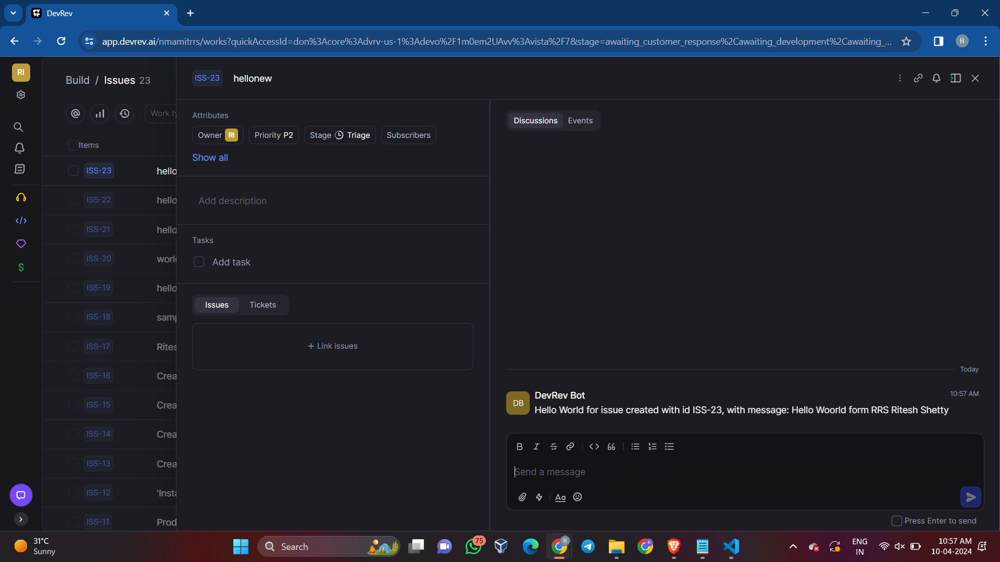 DevRev
app.devrev.ai/nmamitrrs/works?quickAccessId=don%3Acore%3Advrv-us-1%3Adevo%2F1m0em2UAvv%3Avista%2F7&stage=awaiting_customer_response%2Cawaiting_development%2Cawaiting_...
R
RI
Build / Issues 23
Work ty
Items
ISS-23 hello
ISS-22 hello
ISS-21 hello
ISS-20 worl
ISS-19 hello
ISS-18 sam
ISS-17 Rites
ISS-16 Crea
ISS-15 Crea
ISS-14 Crea
ISS-13 Crea
ISS-12 'Insta
ISS-11 Prod
ISS-23 hellonew
Attributes
Owner RI Priority P2 Stage Triage Subscribers
Show all
Add description
Tasks
Add task
Issues Tickets
+ Link issues
Discussions Events
Today
DB
DevRev Bot 10:57 AM
Hello World for issue created with id ISS-23, with message: Hello Woorld form RRS Ritesh Shetty
B I S
Send a message
Aa
Press Enter to send
31°C
Sunny
Search
75
R
R
ENG
IN
10:57 AM
10-04-2024